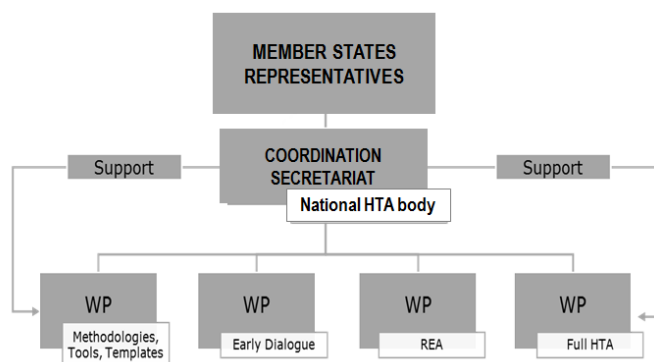 MEMBER STATES
REPRESENTATIVES
Support
COORDINATION
SECRETARIAT
Support
National HTA body
WP
Methodologies,
Tools, Templates
WP
Early Dialogue
WP
REA
WP
Full HTA